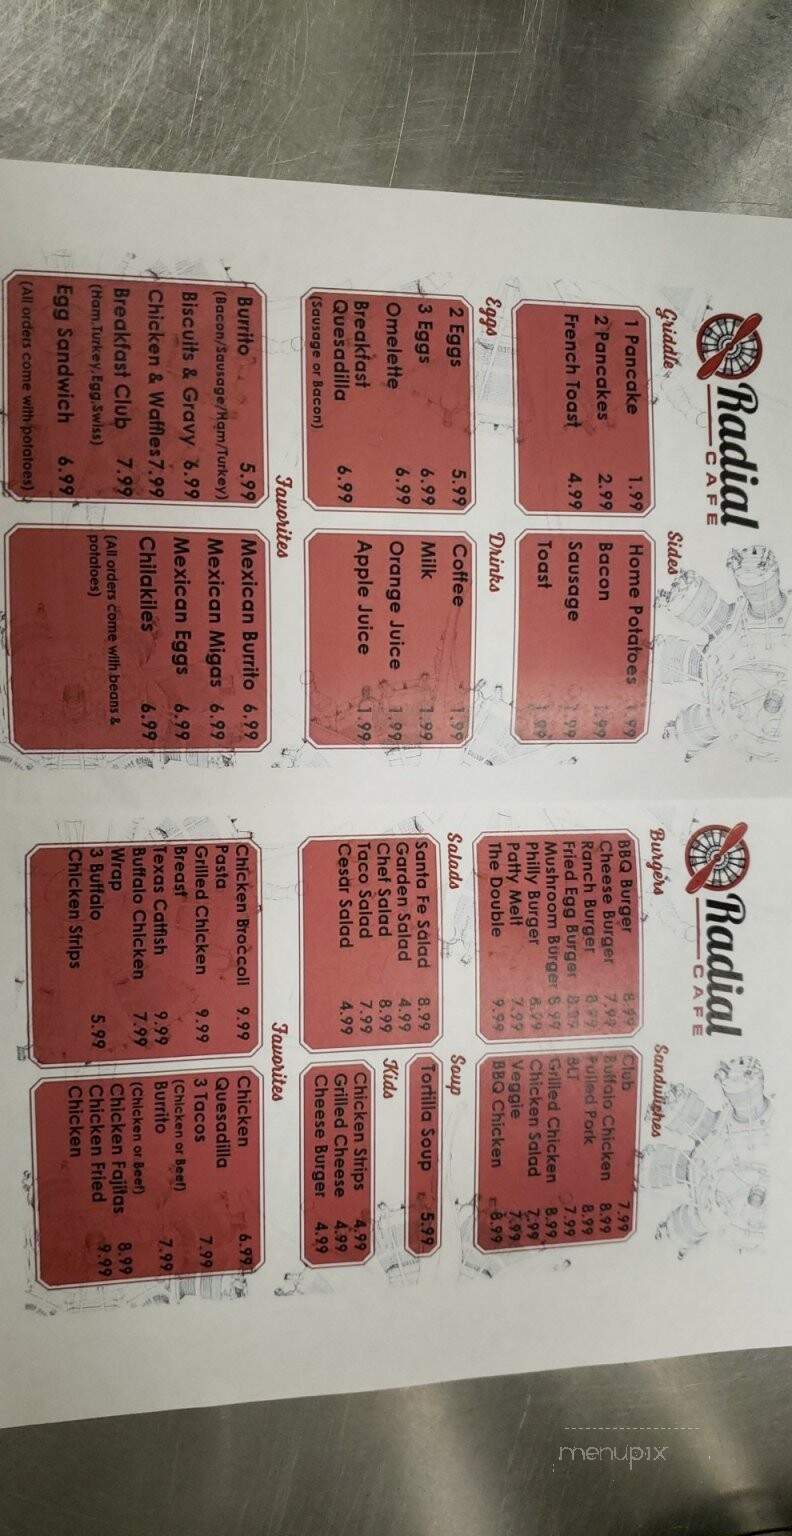 Radial
CAFE
Griddle
1 Pancake 1.99
2 Pancakes 2.99
French Toast 4.99
Sides
Home Potatoes 1.99
Bacon 1.99
Sausage 1.99
Toast 1.99
Eggs
2 Eggs 5.99
3 Eggs 6.99
Omelette 6.99
Breakfast
Quesadilla 6.99
(Sausage or Bacon)
Drinks
Coffee 1.99
Milk 1.99
Orange Juice 1.99
Apple Juice 1.99
Favorites
Burrito 5.99
(Bacon/Sausage/Ham/Turkey)
Biscuits & Gravy 6.99
Chicken & Waffles 7.99
Breakfast Club 7.99
(Ham,Turkey,Egg,Swiss)
Egg Sandwich 6.99
(All orders come with potatoes)
Mexican Burrito 6.99
Mexican Migas 6.99
Mexican Eggs 6.99
Chilakiles 6.99
(All orders come with beans &
potatoes)
Radial
CAFE
Burgers
BBQ Burger 8.99
Cheese Burger 7.99
Ranch Burger 8.99
Fried Egg Burger 8.99
Mushroom Burger 8.99
Philly Burger 8.99
Patty Melt 7.99
The Double 9.99
Sandwiches
Club 7.99
Buffalo Chicken 8.99
Pulled Pork 8.99
BLT 7.99
Grilled Chicken 8.99
Chicken Salad 7.99
Veggie 7.99
BBQ Chicken 8.99
Salads
Santa Fe Salad 8.99
Garden Salad 4.99
Chef Salad 8.99
Taco Salad 7.99
Cesar Salad 4.99
Soup
Tortilla Soup 5.99
Kids
Chicken Strips 4.99
Grilled Cheese 4.99
Cheese Burger 4.99
Favorites
Chicken Broccoli 9.99
Pasta
Grilled Chicken 9.99
Breast
Texas Catfish 9.99
Buffalo Chicken 7.99
Wrap
3 Buffalo 5.99
Chicken Strips
Chicken 6.99
Quesadilla
3 Tacos 7.99
(Chicken or Beef)
Burrito 7.99
(Chicken or Beef)
Chicken Fajitas 8.99
Chicken Fried 9.99
Chicken
menupix